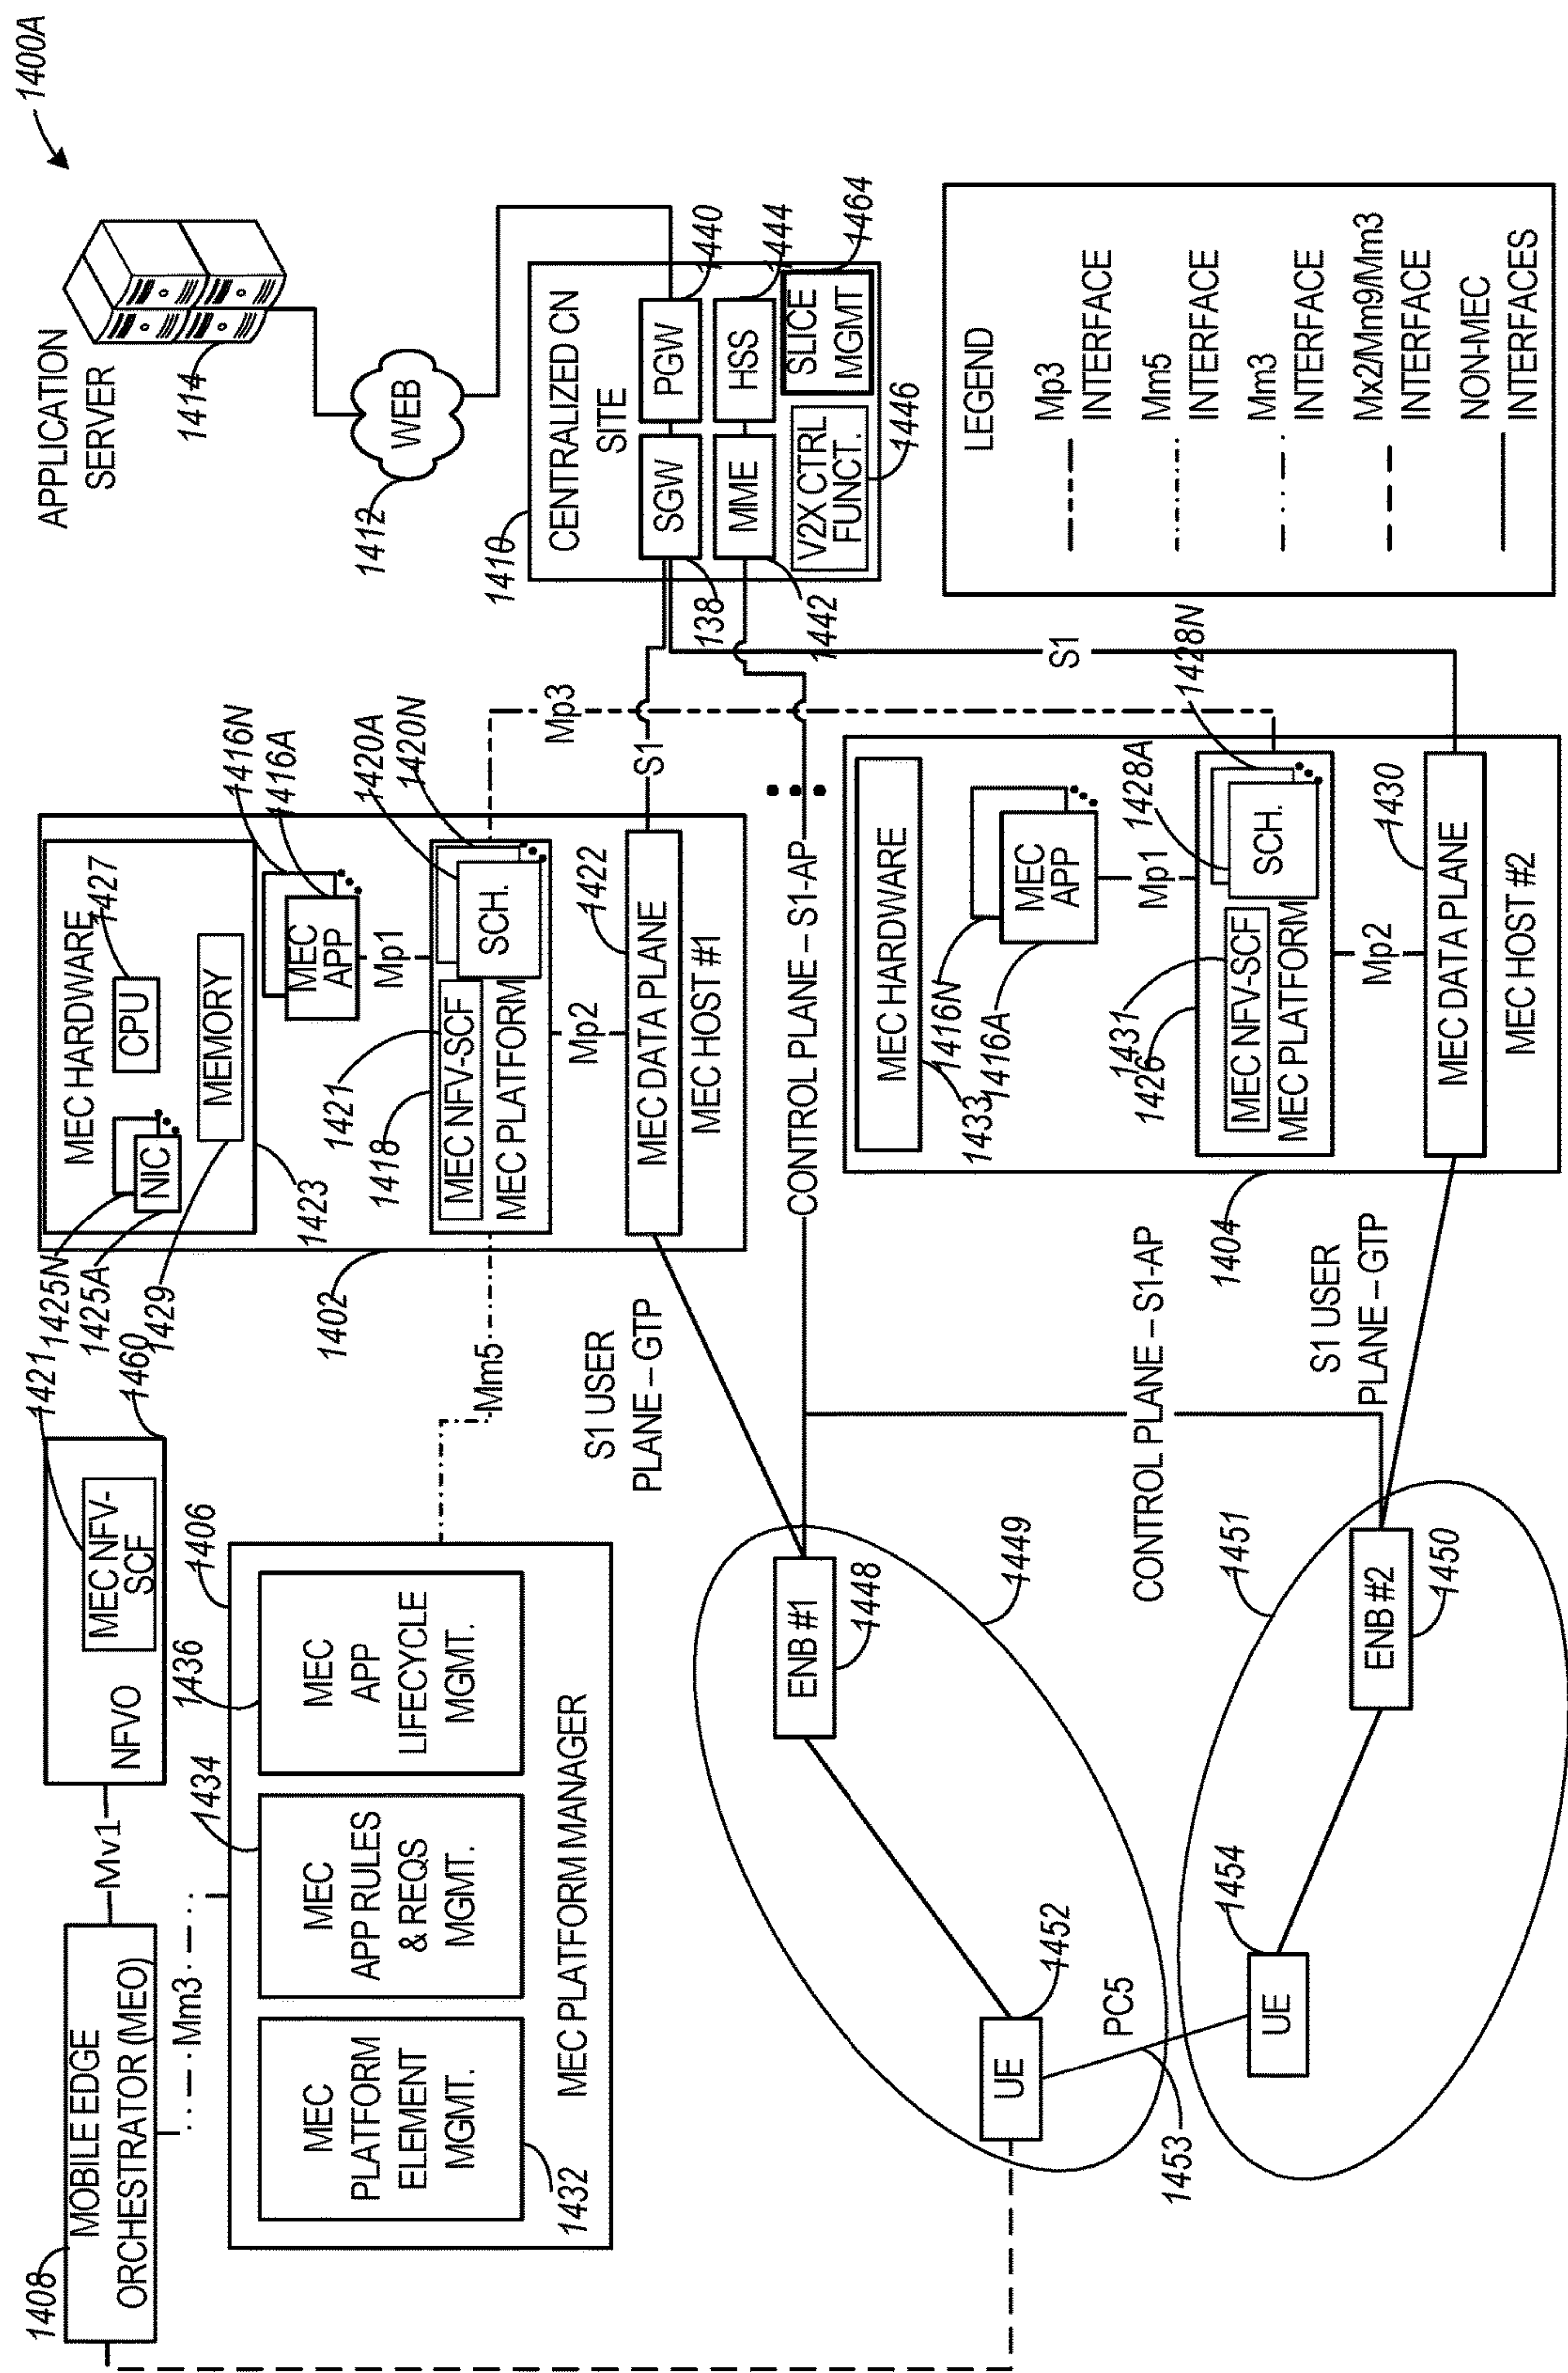 1400A
APPLICATION
SERVER
1414
WEB
1412
1410
CENTRALIZED CN
SITE
SGW
PGW
MME
HSS
V2X CTRL
FUNCT.
SLICE
MGMT
1440
1444
1464
1446
138
1442
LEGEND
Mp3
INTERFACE
Mm5
INTERFACE
Mm3
INTERFACE
Mx2/Mm9/Mm3
INTERFACE
NON-MEC
INTERFACES
MEC HARDWARE
NIC
CPU
MEMORY
1427
1425N
1425A
1429
1423
1416N
1416A
MEC
APP
Mp1
1420A
1420N
SCH.
1421
1418
MEC NFV-SCF
MEC PLATFORM
Mp2
1422
MEC DATA PLANE
MEC HOST #1
1402
Mp3
S1
S1
CONTROL PLANE – S1-AP
MEC HARDWARE
1433
1416N
1416A
MEC
APP
Mp1
1428A
1428N
SCH.
1431
1426
MEC NFV-SCF
MEC PLATFORM
Mp2
1430
MEC DATA PLANE
MEC HOST #2
1404
1421
1460
MEC NFV-
SCF
NFVO
Mv1
1408
MOBILE EDGE
ORCHESTRATOR (MEO)
Mm3
Mm5
1406
1436
1434
1432
MEC
PLATFORM
ELEMENT
MGMT.
MEC
APP RULES
& REQS
MGMT.
MEC
APP
LIFECYCLE
MGMT.
MEC PLATFORM MANAGER
S1 USER
PLANE – GTP
CONTROL PLANE – S1-AP
S1 USER
PLANE – GTP
ENB #1
1448
1449
1451
ENB #2
1450
UE
1452
PC5
1453
UE
1454